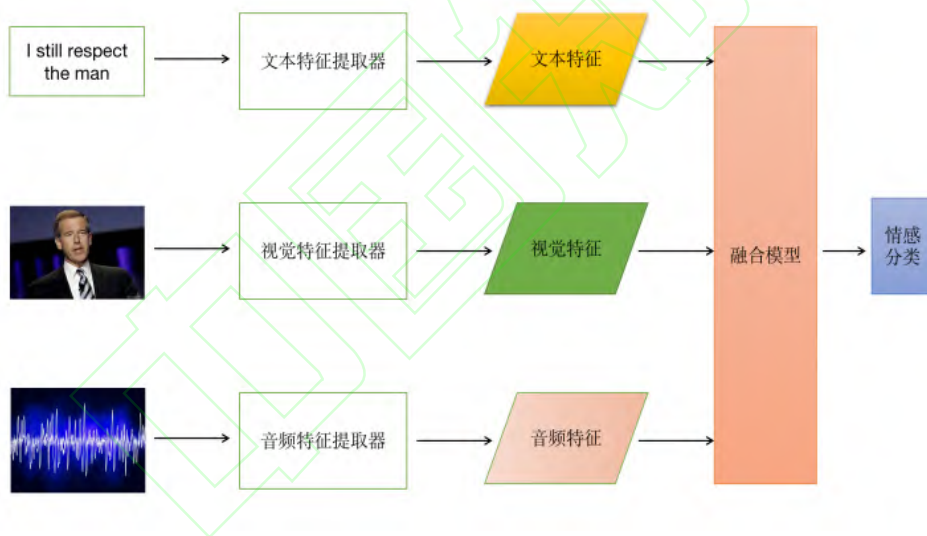 I still respect
the man
文本特征提取器
文本特征
视觉特征提取器
视觉特征
融合模型
情感
分类
音频特征提取器
音频特征